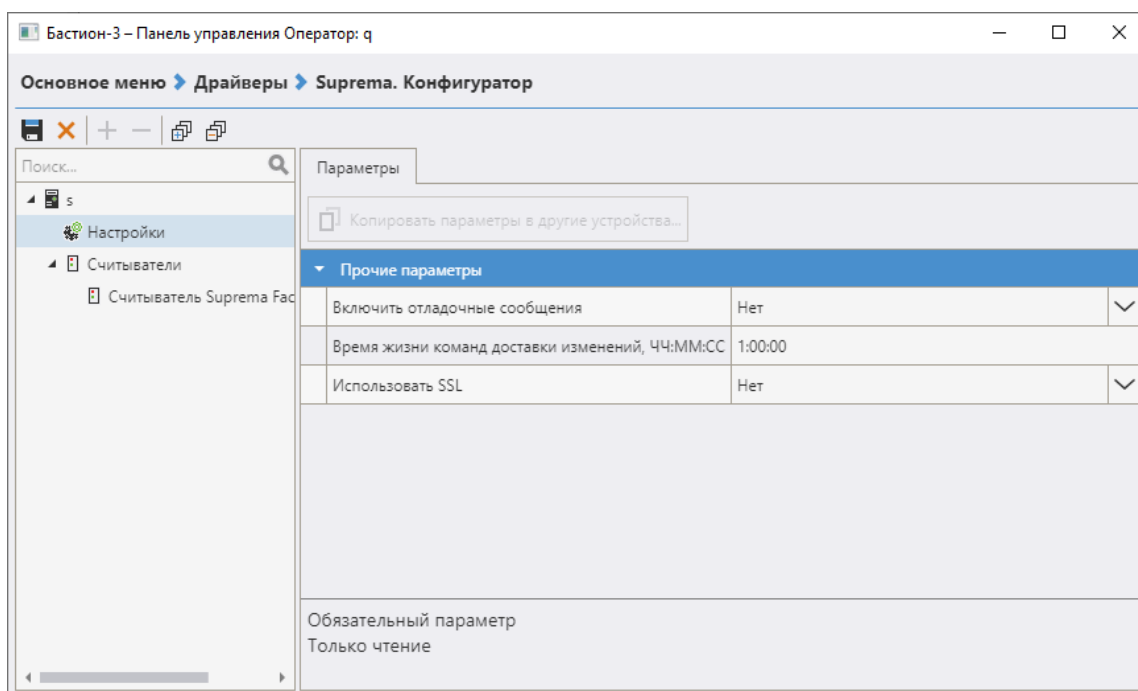 Бастион-3 – Панель управления Оператор: q
Основное меню Драйверы Suprema. Конфигуратор
Поиск...
Параметры
s
Настройки
Считыватели
Считыватель Suprema Fac
Копировать параметры в другие устройства...
Прочие параметры
Включить отладочные сообщения Нет
Время жизни команд доставки изменений, ЧЧ:ММ:СС 1:00:00
Использовать SSL Нет
Обязательный параметр
Только чтение